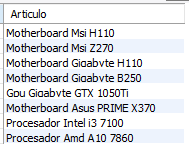 Articulo
Motherboard Msi H110
Motherboard Msi Z270
Motherboard Gigabyte H110
Motherboard Gigabyte B250
Gpu Gigabyte GTX 1050Ti
Motherboard Asus PRIME X370
Procesador Intel i3 7100
Procesador Amd A10 7860